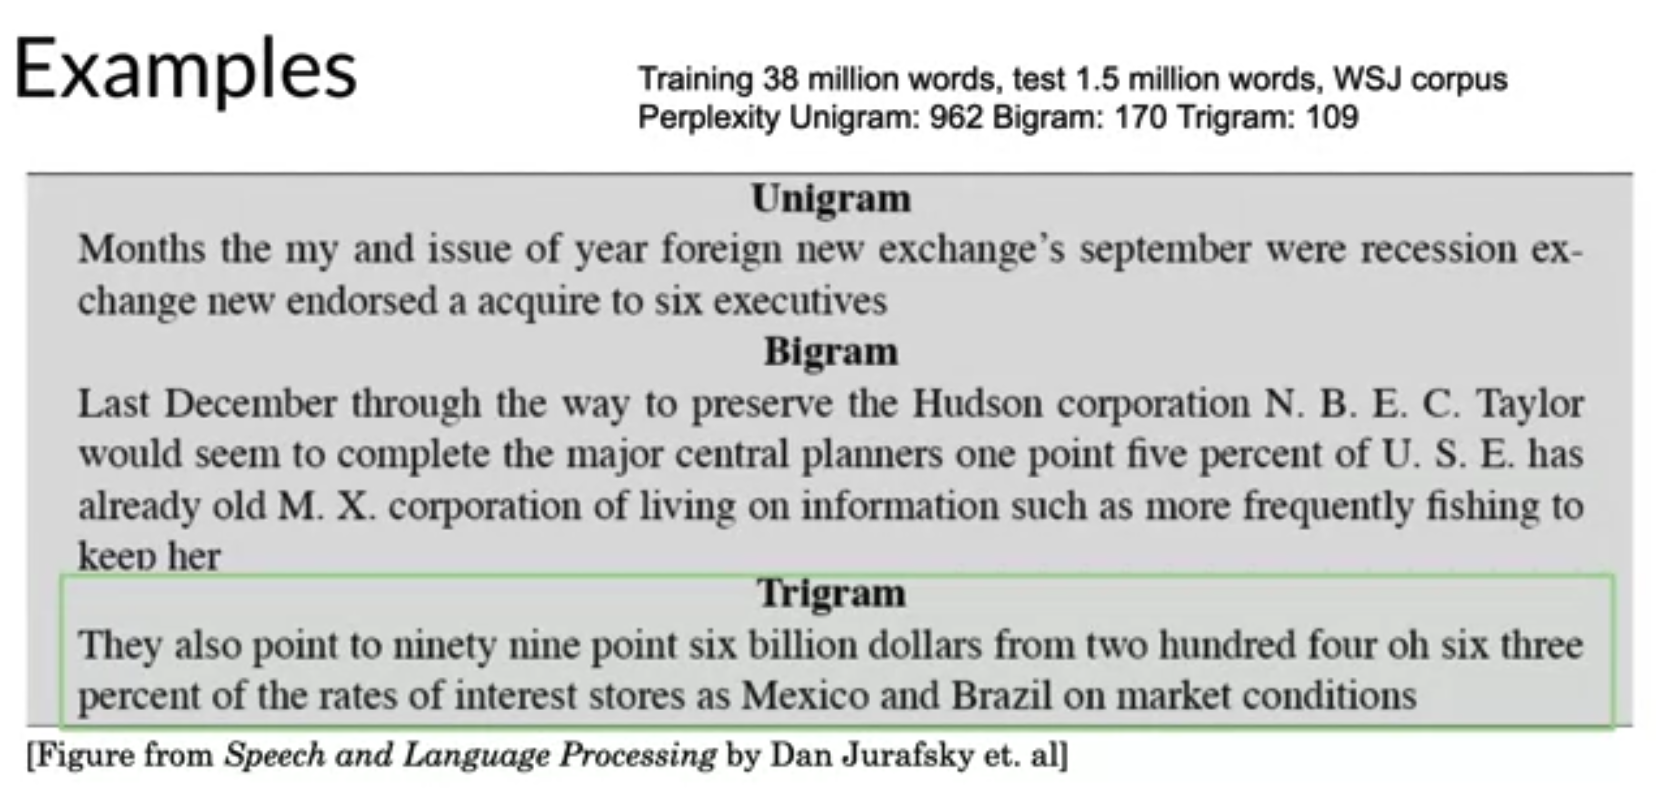 Examples
Training 38 million words, test 1.5 million words, WSJ corpus
Perplexity Unigram: 962 Bigram: 170 Trigram: 109
Unigram
Months the my and issue of year foreign new exchange’s september were recession ex-
change new endorsed a acquire to six executives
Bigram
Last December through the way to preserve the Hudson corporation N. B. E. C. Taylor
would seem to complete the major central planners one point five percent of U. S. E. has
already old M. X. corporation of living on information such as more frequently fishing to
keep her
Trigram
They also point to ninety nine point six billion dollars from two hundred four oh six three
percent of the rates of interest stores as Mexico and Brazil on market conditions
[Figure from Speech and Language Processing by Dan Jurafsky et. al]